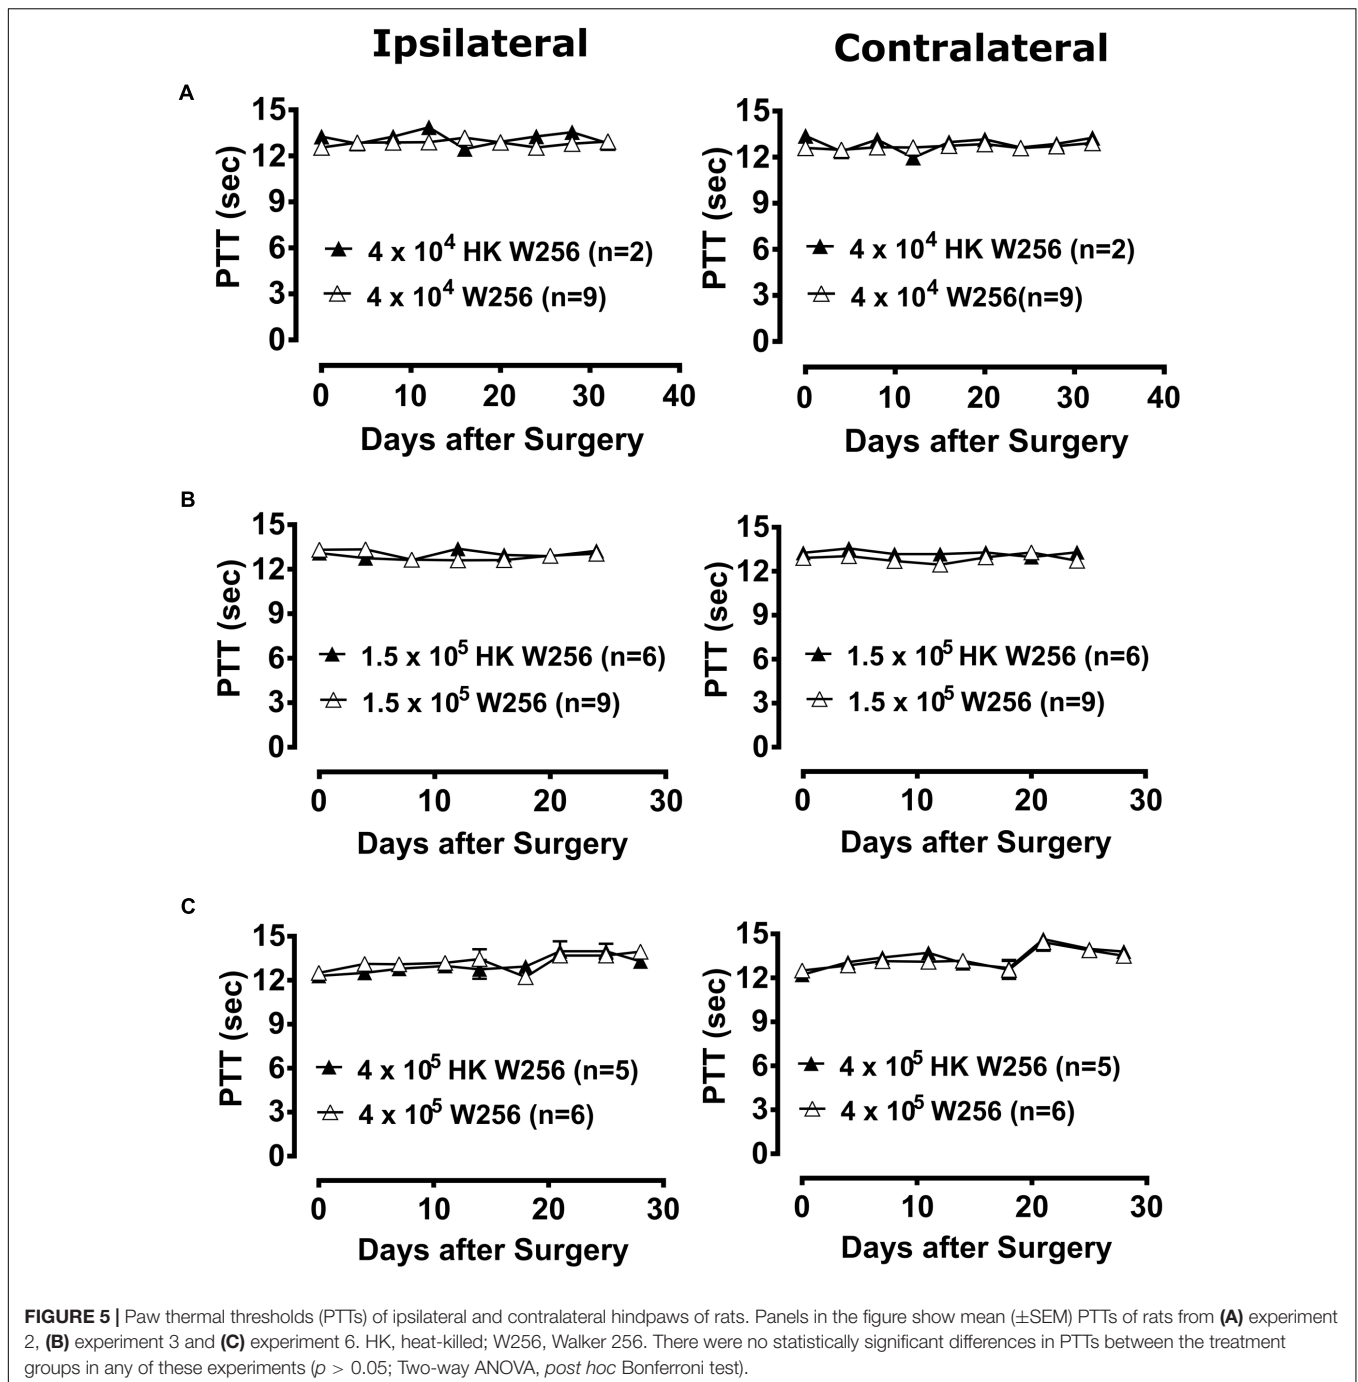 Ipsilateral
Contralateral
A
15
12
9
6
3
0
PTT (sec)
4 x 10⁴ HK W256 (n=2)
4 x 10⁴ W256 (n=9)
0 10 20 30 40
Days after Surgery
15
12
9
6
3
0
PTT (sec)
4 x 10⁴ HK W256 (n=2)
4 x 10⁴ W256(n=9)
0 10 20 30 40
Days after Surgery
B
15
12
9
6
3
0
PTT (sec)
1.5 x 10⁵ HK W256 (n=6)
1.5 x 10⁵ W256 (n=9)
0 10 20 30
Days after Surgery
15
12
9
6
3
0
PTT (sec)
1.5 x 10⁵ HK W256 (n=6)
1.5 x 10⁵ W256 (n=9)
0 10 20 30
Days after Surgery
C
15
12
9
6
3
0
PTT (sec)
4 x 10⁵ HK W256 (n=5)
4 x 10⁵ W256 (n=6)
0 10 20 30
Days after Surgery
15
12
9
6
3
0
PTT (sec)
4 x 10⁵ HK W256 (n=5)
4 x 10⁵ W256 (n=6)
0 10 20 30
Days after Surgery
FIGURE 5 | Paw thermal thresholds (PTTs) of ipsilateral and contralateral hindpaws of rats. Panels in the figure show mean (±SEM) PTTs of rats from (A) experiment
2, (B) experiment 3 and (C) experiment 6. HK, heat-killed; W256, Walker 256. There were no statistically significant differences in PTTs between the treatment
groups in any of these experiments (p > 0.05; Two-way ANOVA, post hoc Bonferroni test).